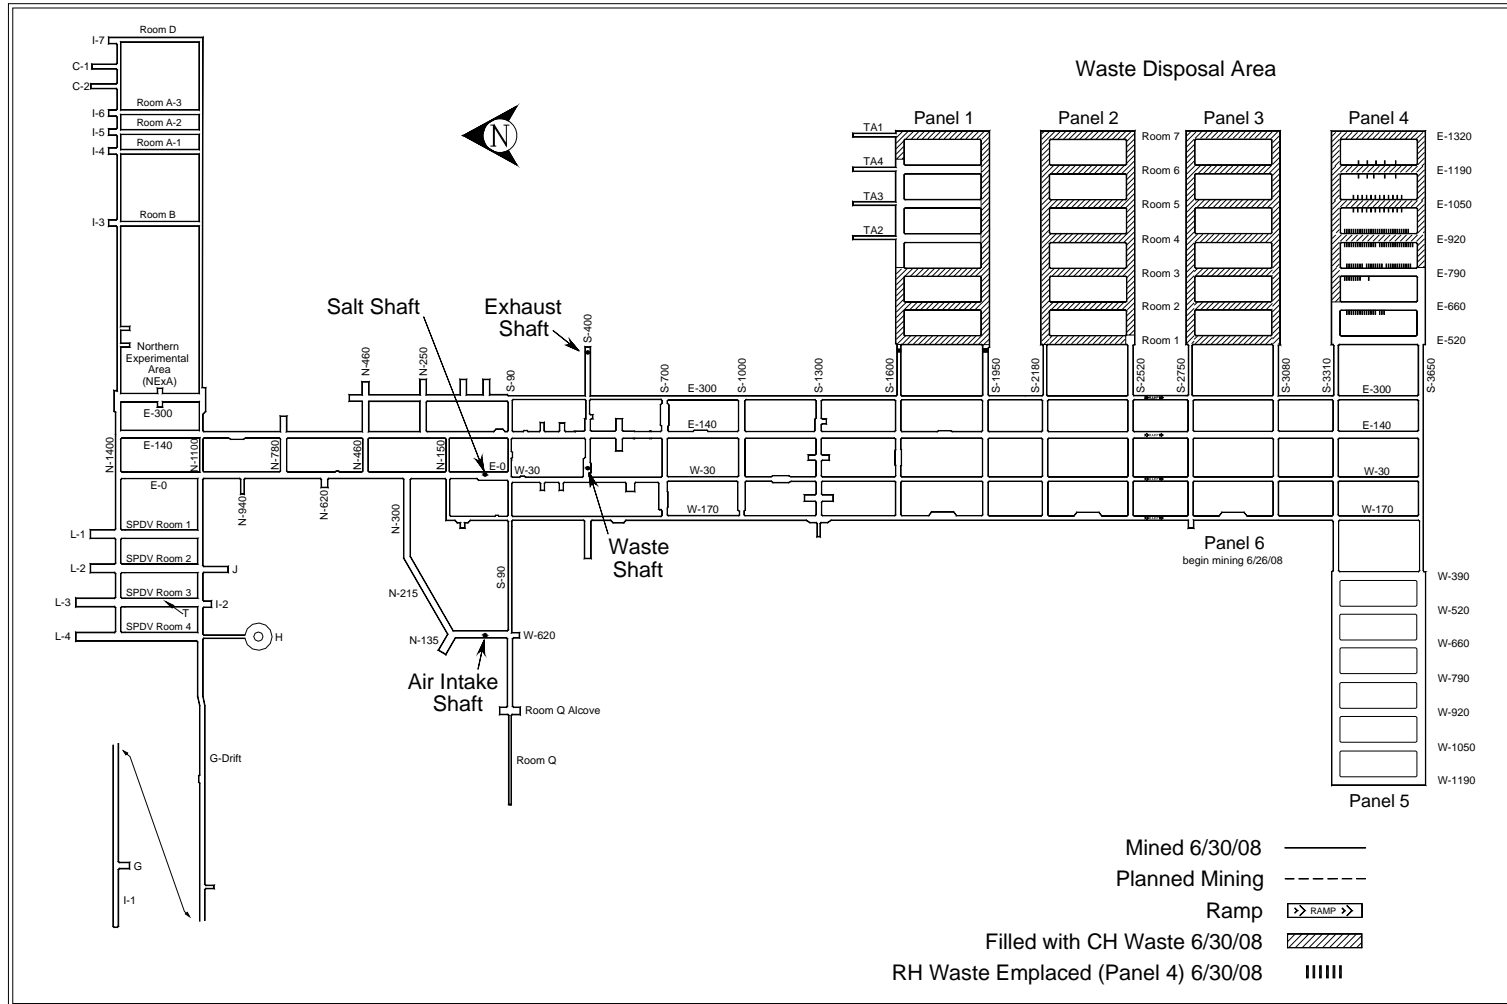 Room D
I-7
C-1
C-2
Room A-3
I-6
Room A-2
I-5
Room A-1
I-4
Room B
I-3
N
Waste Disposal Area
Panel 1
Panel 2
Panel 3
Panel 4
TA1
TA4
TA3
TA2
Room 7
Room 6
Room 5
Room 4
Room 3
Room 2
Room 1
E-1320
E-1190
E-1050
E-920
E-790
E-660
E-520
Salt Shaft
Exhaust
Shaft
S-400
Northern
Experimental
Area
(NExA)
N-460
N-250
S-90
S-700
S-1000
S-1300
S-1600
S-1950
S-2180
S-2520
S-2750
S-3080
S-3310
S-3650
E-300
E-300
E-300
E-140
E-140
E-140
N-1400
N-1100
N-780
N-460
N-150
E-0
W-30
W-30
W-30
E-0
N-940
N-620
N-300
W-170
W-170
SPDV Room 1
L-1
SPDV Room 2
L-2
J
SPDV Room 3
L-3
I-2
T
SPDV Room 4
L-4
H
N-215
N-135
S-90
W-620
Waste
Shaft
Air Intake
Shaft
Panel 6
begin mining 6/26/08
Room Q Alcove
Room Q
G-Drift
G
I-1
W-390
W-520
W-660
W-790
W-920
W-1050
W-1190
Panel 5
Mined 6/30/08
Planned Mining
Ramp
RAMP
Filled with CH Waste 6/30/08
RH Waste Emplaced (Panel 4) 6/30/08